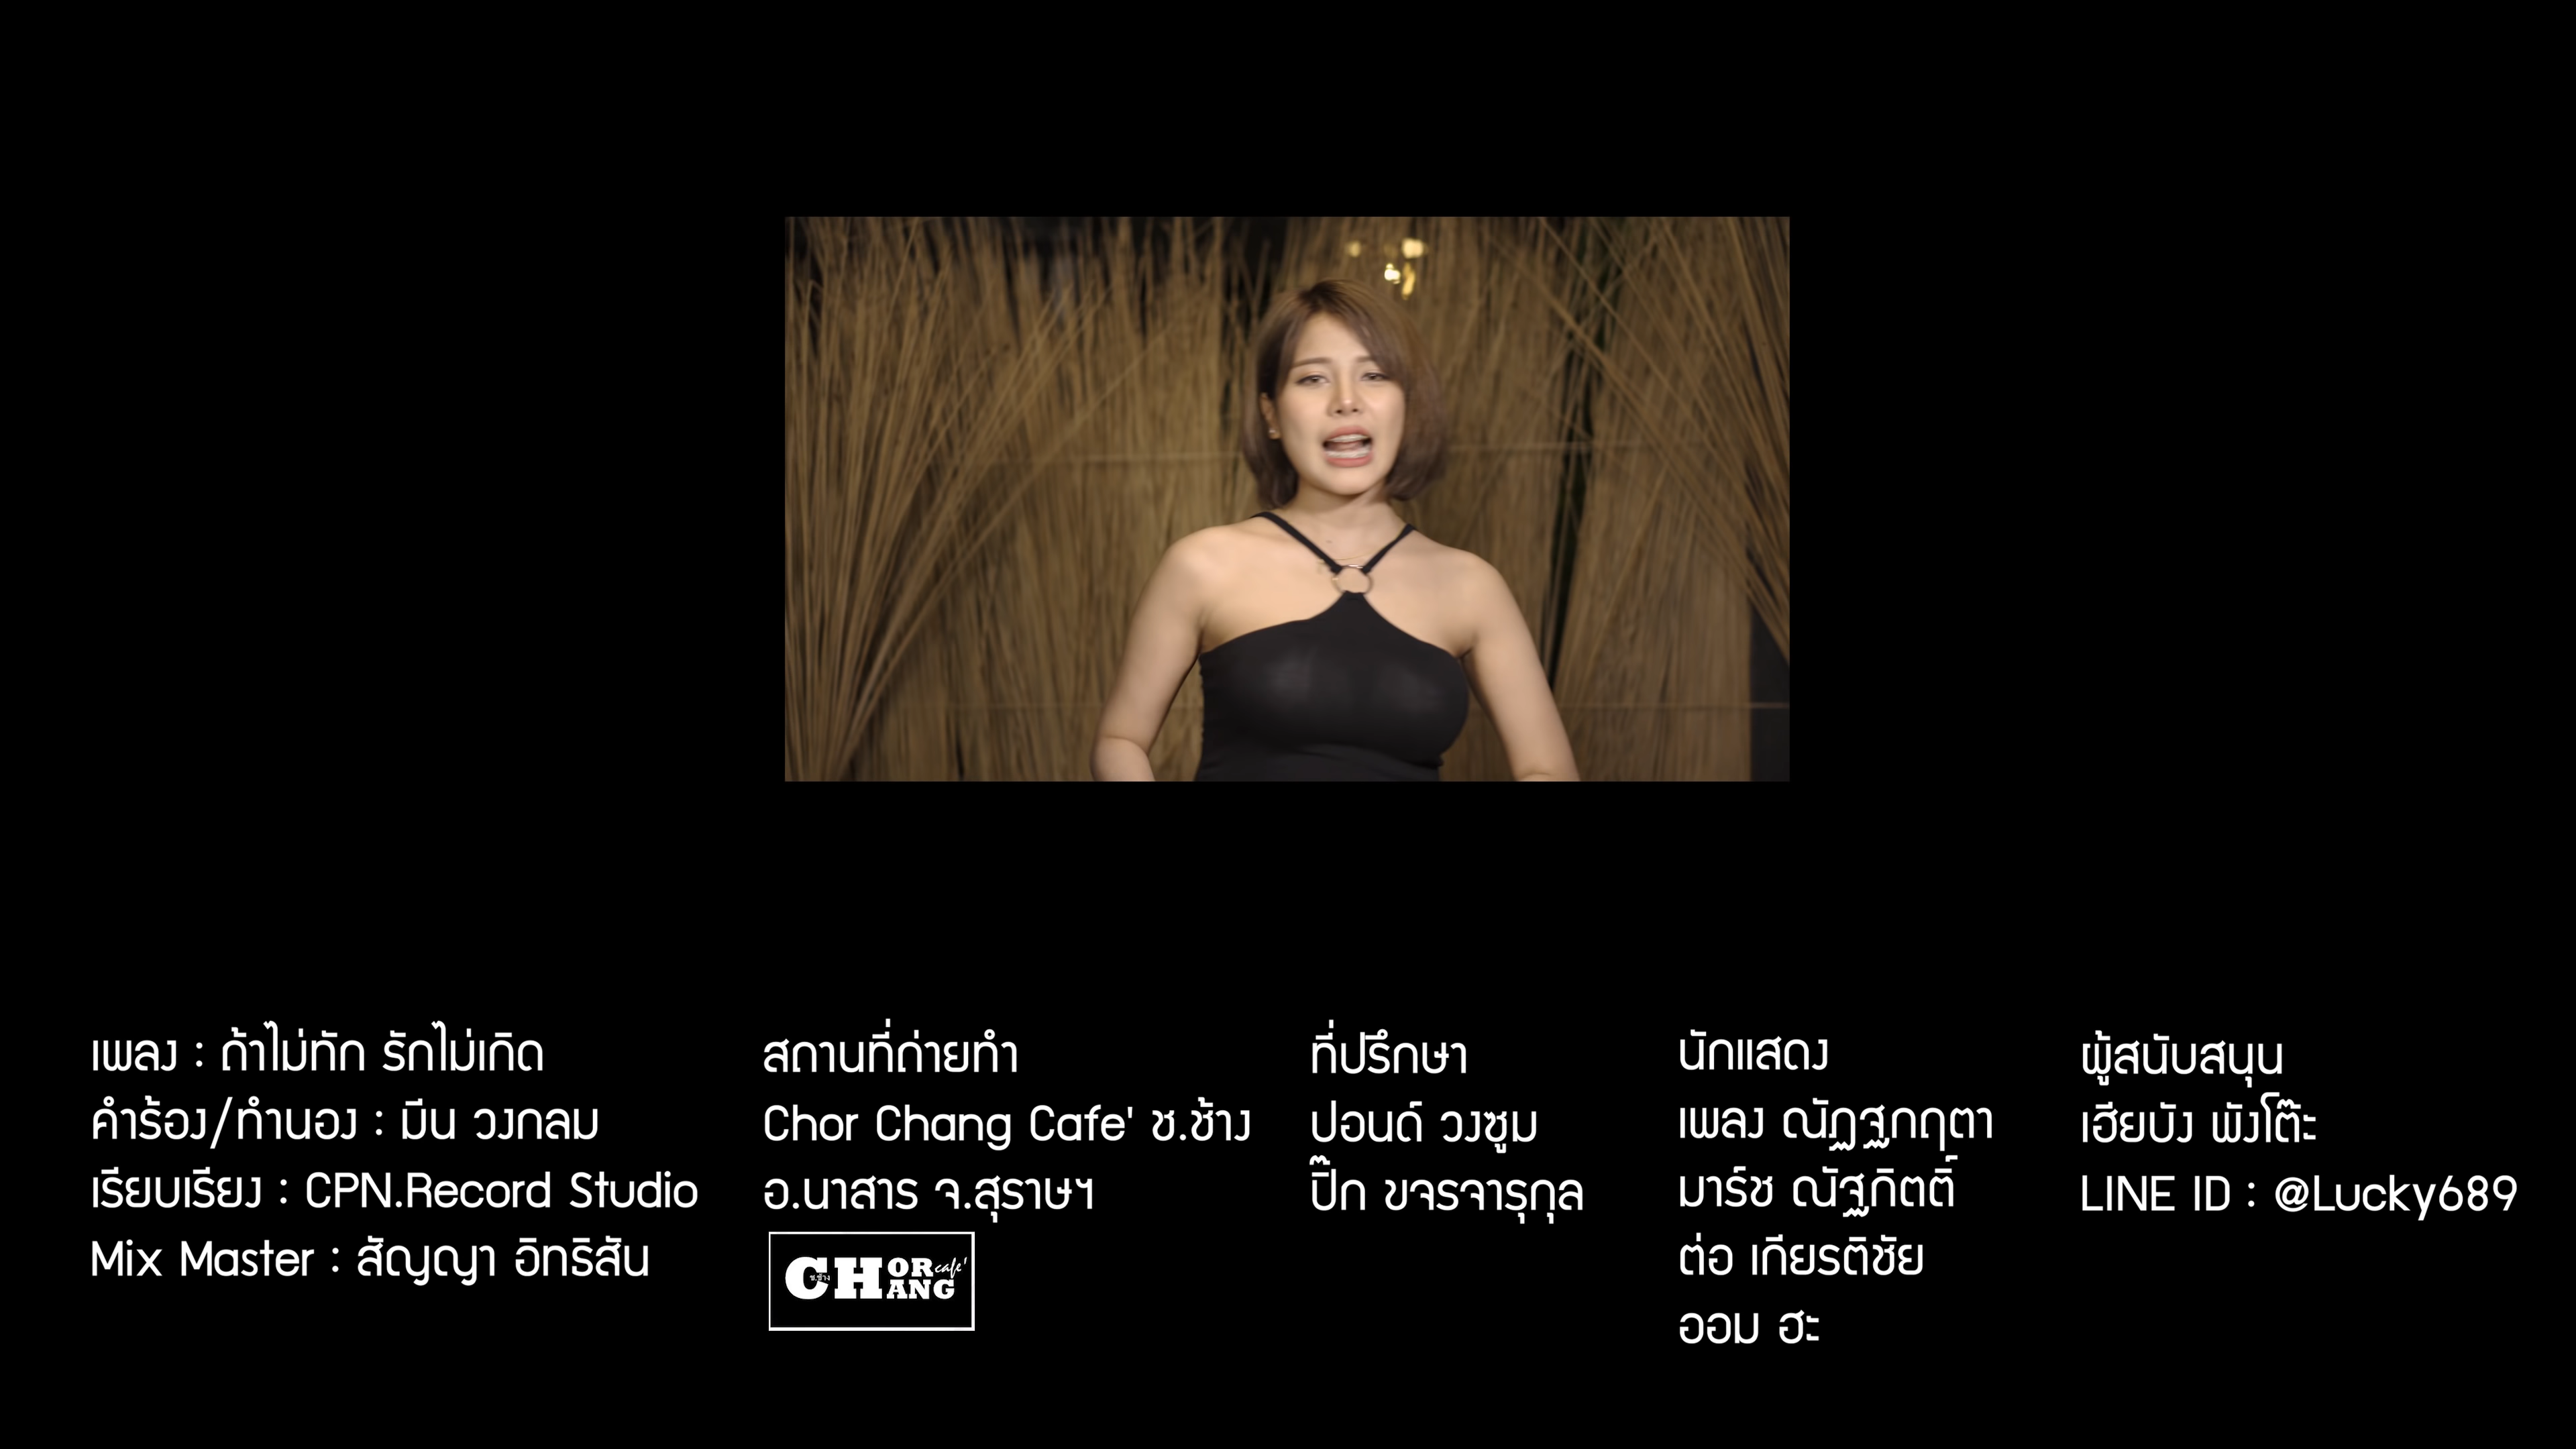 เพลง : ถ้าไม่ทัก รักไม่เกิด
คำร้อง/ทำนอง : มีน วงกลม
เรียบเรียง : CPN.Record Studio
Mix Master : สัญญา อิทธิสัน
สถานที่ถ่ายทำ
Chor Chang Cafe' ช.ช้าง
อ.นาสาร จ.สุราษฯ
CHOR CHANG cafe'
ช.ช้าง
ที่ปรึกษา
ปอนด์ วงซูม
ปิ๊ก ขจรจารุกุล
นักแสดง
เพลง ณัฏฐกฤตา
มาร์ช ณัฐกิตติ์
ต่อ เกียรติชัย
ออม ฮะ
ผู้สนับสนุน
เฮียบัง พังโต๊ะ
LINE ID : @Lucky689